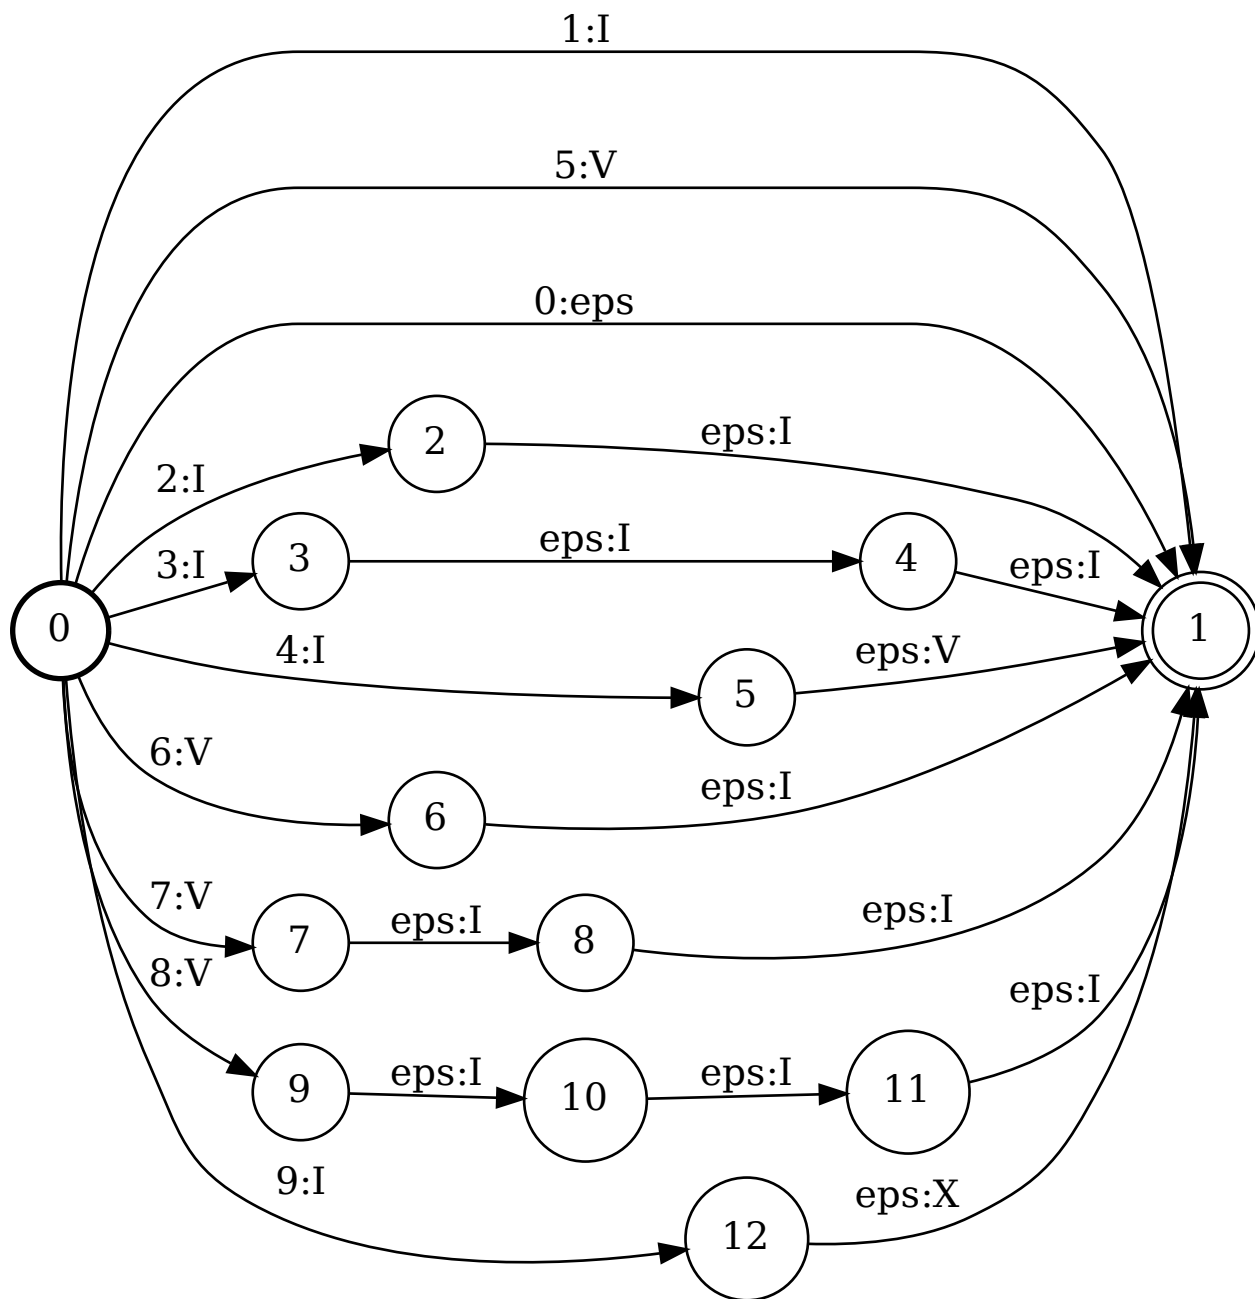 1:I
5:V
0:eps
2 eps:I
2:I
3 eps:I 4
3:I eps:I
0 1
4:I 5 eps:V
6:V 6 eps:I
7:V 7 eps:I 8 eps:I
8:V 9 eps:I 10 eps:I 11 eps:I
9:I 12 eps:X